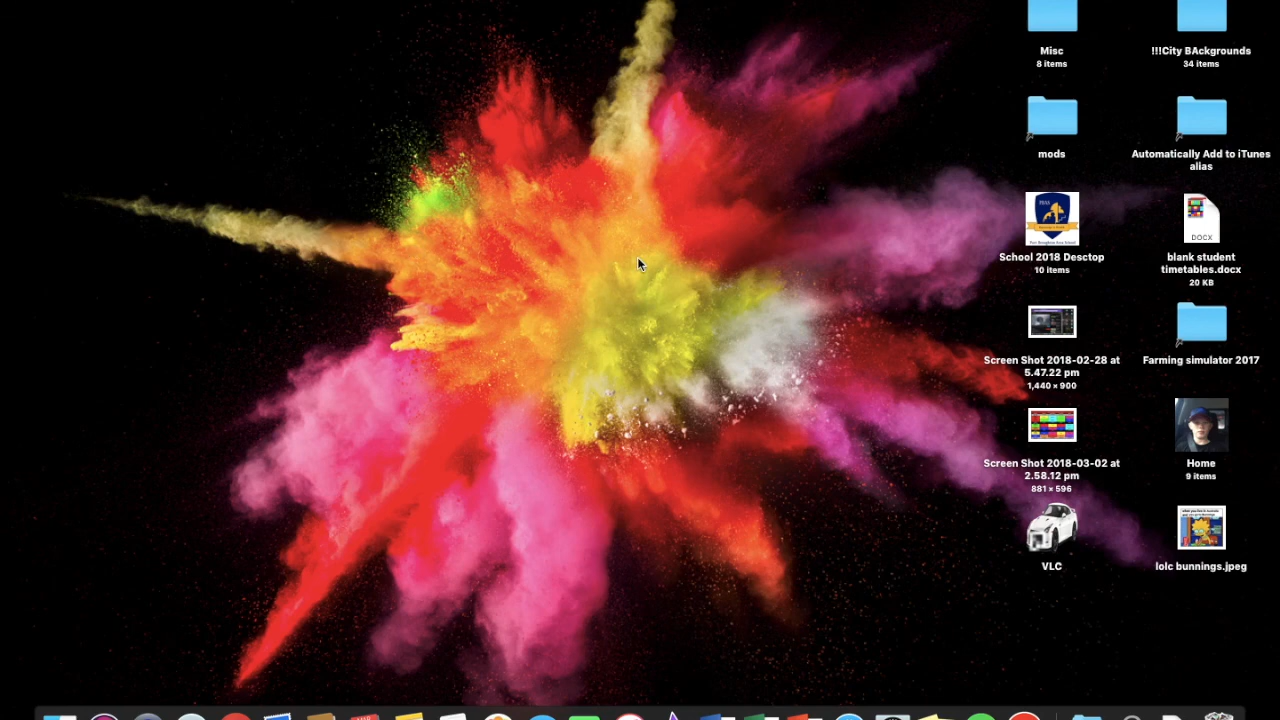 Misc
8 items
!!!City BAckgrounds
34 items
mods
Automatically Add to iTunes
alias
School 2018 Desctop
10 items
DOCX
blank student
timetables.docx
20 KB
Screen Shot 2018-02-28 at
5.47.22 pm
1,440 × 900
Farming simulator 2017
Screen Shot 2018-03-02 at
2.58.12 pm
881 × 596
Home
9 items
VLC
lolc bunnings.jpeg